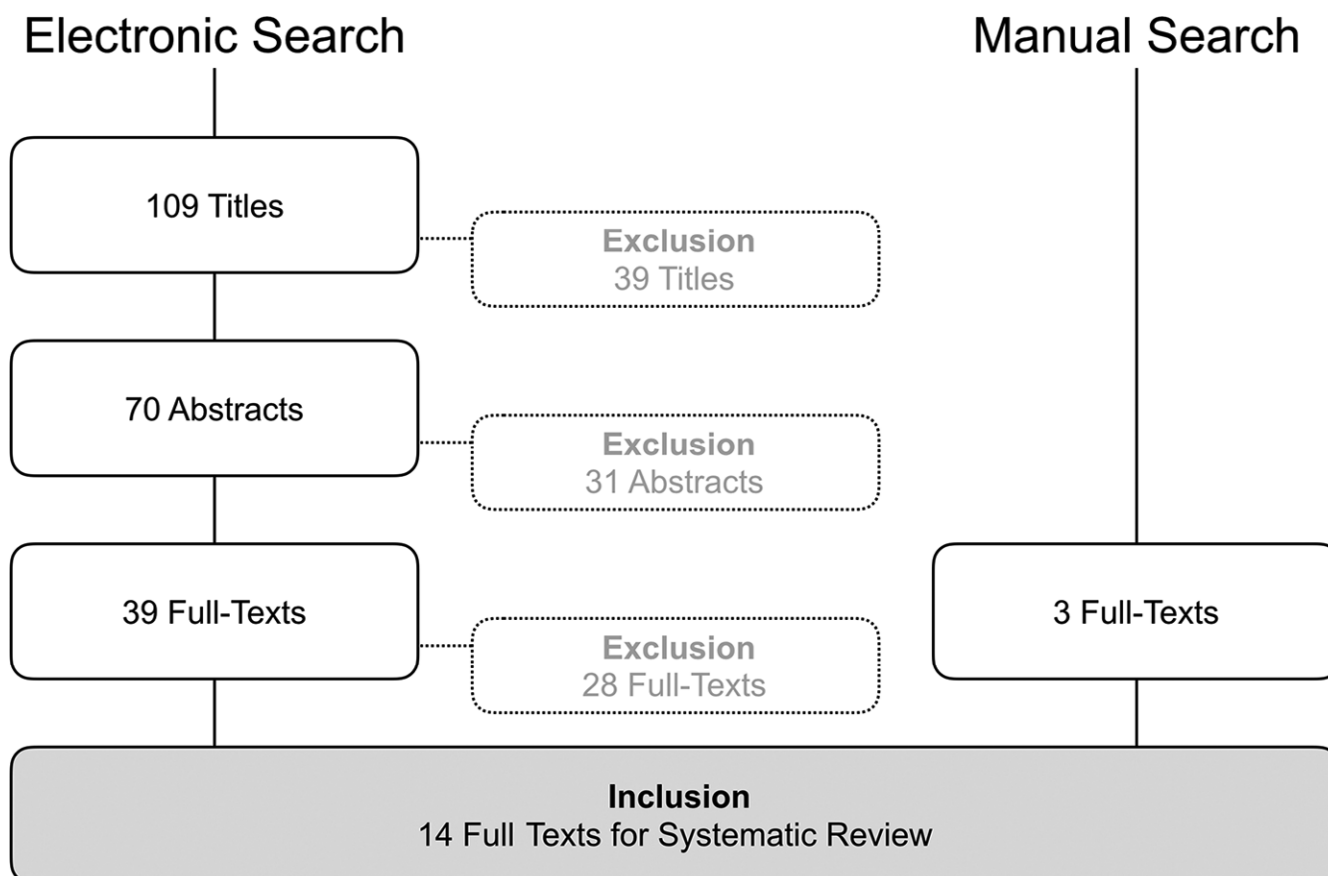 Electronic Search
Manual Search
109 Titles
Exclusion
39 Titles
70 Abstracts
Exclusion
31 Abstracts
39 Full-Texts
3 Full-Texts
Exclusion
28 Full-Texts
Inclusion
14 Full Texts for Systematic Review